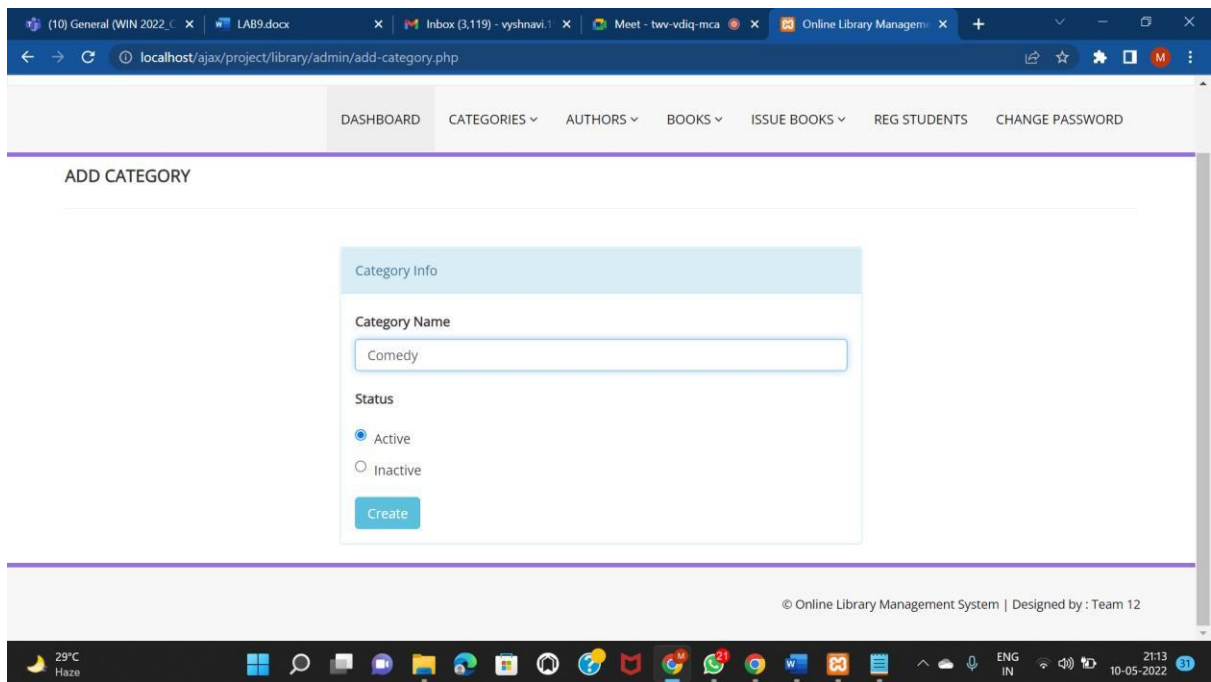 (10) General (WIN 2022_C LAB9.docx Inbox (3,119) - vyshnavi.1 Meet - twv-vdiq-mca Online Library Managem
localhost/ajax/project/library/admin/add-category.php M
DASHBOARD CATEGORIES AUTHORS BOOKS ISSUE BOOKS REG STUDENTS CHANGE PASSWORD
ADD CATEGORY
Category Info
Category Name
Comedy
Status
Active
Inactive
Create
© Online Library Management System | Designed by : Team 12
29°C
Haze
21
ENG
IN
21:13
10-05-2022
31